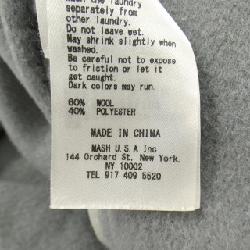 separately from
other laundry.
Do not leave wet.
May shrink slightly when
washed.
Be careful not to expose
to friction or let it
get caught.
Dark colors may run.
60% WOOL
40% POLYESTER
MADE IN CHINA
MASH U.S.A Inc
144 Orchard St. New York.
NY 10002
TEL 917 409 5520